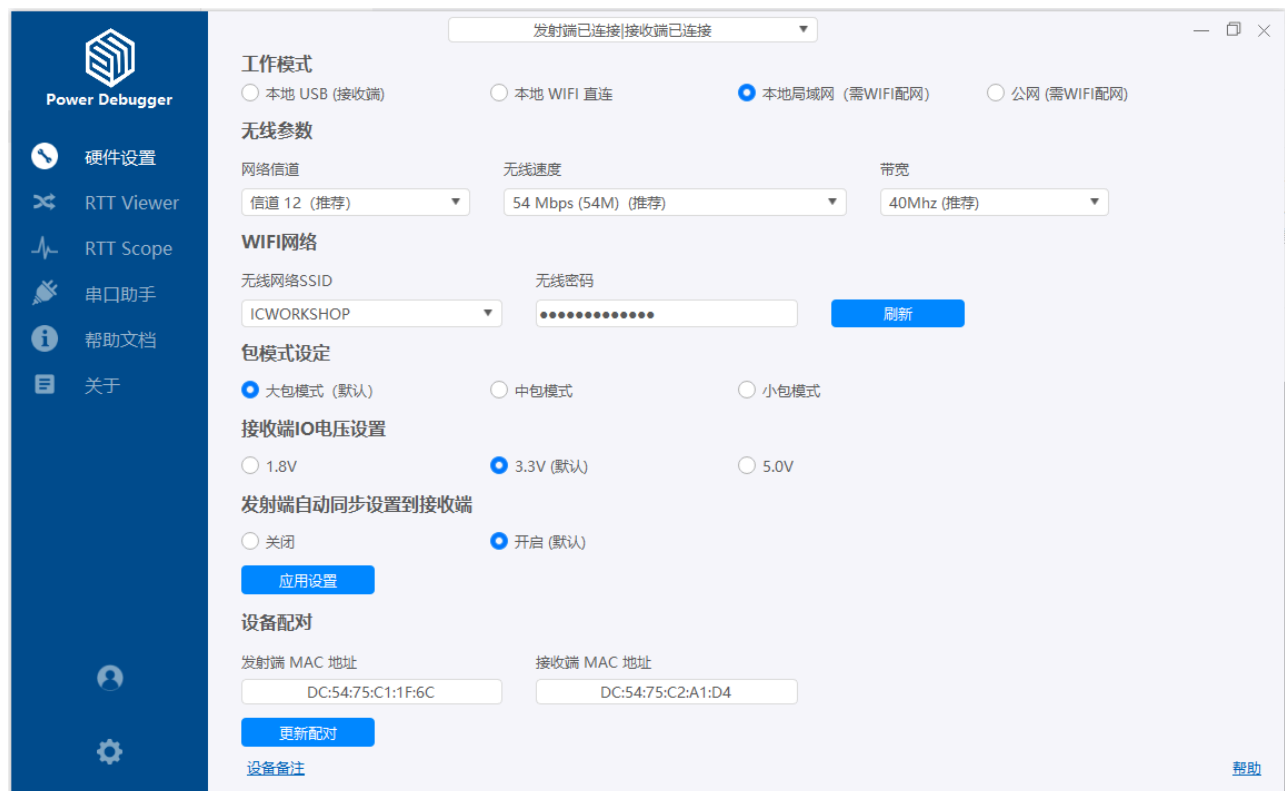 发射端已连接|接收端已连接
Power Debugger
硬件设置
RTT Viewer
RTT Scope
串口助手
帮助文档
关于
工作模式
本地 USB (接收端) 本地 WIFI 直连 本地局域网（需WIFI配网） 公网 (需WIFI配网)
无线参数
网络信道 无线速度 带宽
信道 12（推荐） 54 Mbps (54M)（推荐） 40Mhz (推荐)
WIFI网络
无线网络SSID 无线密码
ICWORKSHOP ●●●●●●●●●●●●● 刷新
包模式设定
大包模式（默认） 中包模式 小包模式
接收端IO电压设置
1.8V 3.3V (默认) 5.0V
发射端自动同步设置到接收端
关闭 开启 (默认)
应用设置
设备配对
发射端 MAC 地址 接收端 MAC 地址
DC:54:75:C1:1F:6C DC:54:75:C2:A1:D4
更新配对
设备备注 帮助